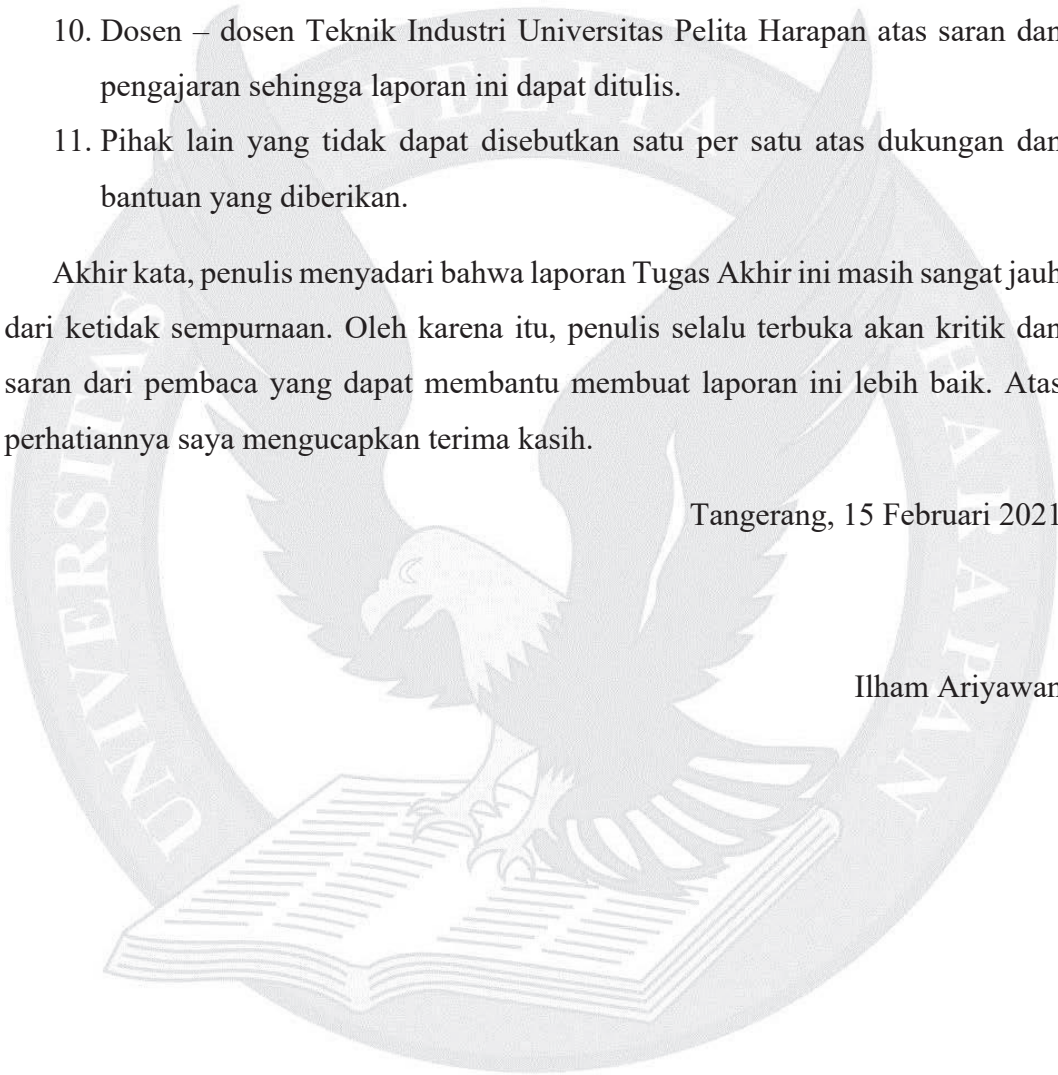 10. Dosen – dosen Teknik Industri Universitas Pelita Harapan atas saran dan
pengajaran sehingga laporan ini dapat ditulis.
11. Pihak lain yang tidak dapat disebutkan satu per satu atas dukungan dan
bantuan yang diberikan.
Akhir kata, penulis menyadari bahwa laporan Tugas Akhir ini masih sangat jauh
dari ketidak sempurnaan. Oleh karena itu, penulis selalu terbuka akan kritik dan
saran dari pembaca yang dapat membantu membuat laporan ini lebih baik. Atas
perhatiannya saya mengucapkan terima kasih.
Tangerang, 15 Februari 2021
Ilham Ariyawan
UNIVERSITAS PELITA HARAPAN